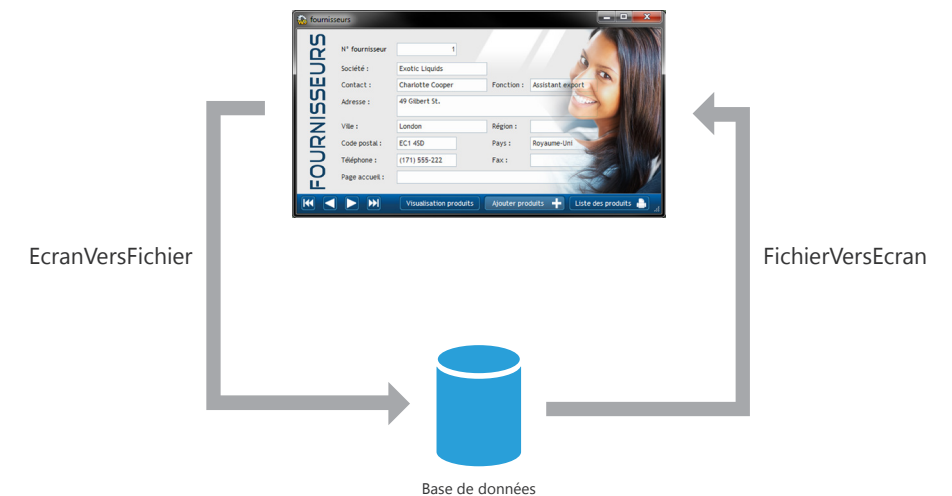 fournisseurs
FOURNISSEURS
N° fournisseur 1
Société : Exotic Liquids
Contact : Charlotte Cooper Fonction : Assistant export
Adresse : 49 Gilbert St.
Ville : London Région :
Code postal : EC1 4SD Pays : Royaume-Uni
Téléphone : (171) 555-222 Fax :
Page accueil :
Visualisation produits Ajouter produits Liste des produits
EcranVersFichier
FichierVersEcran
Base de données